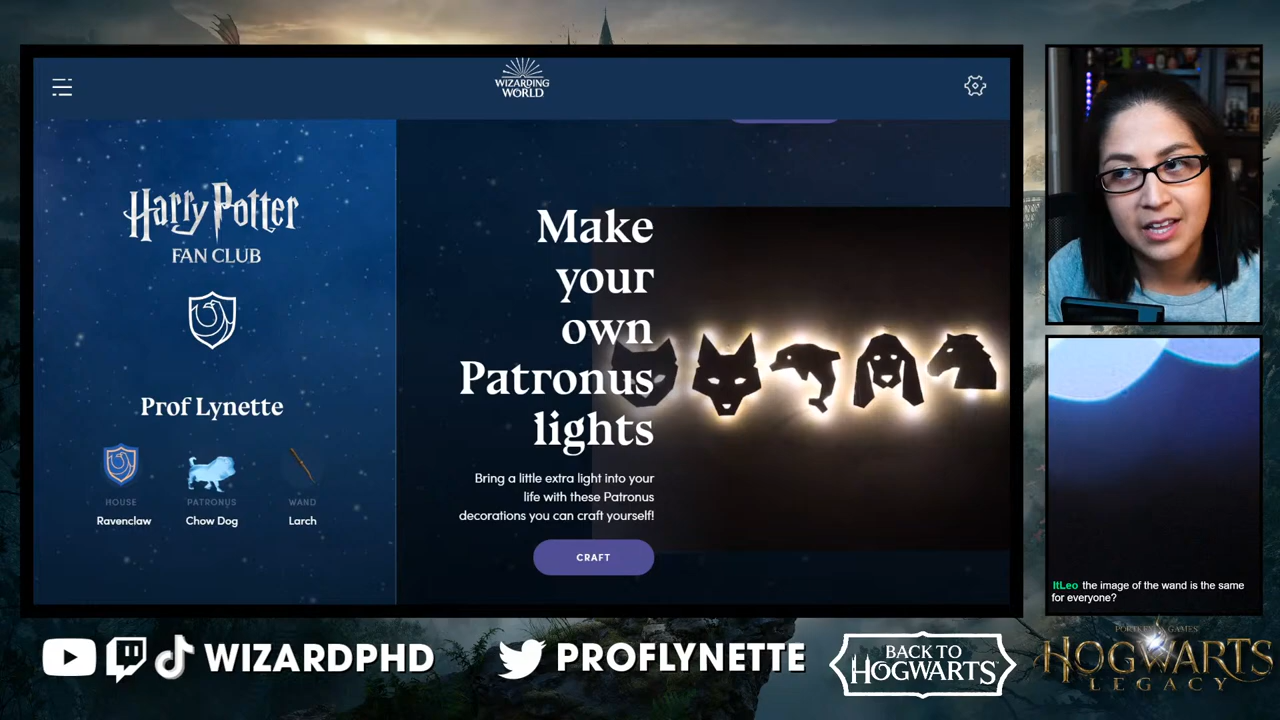 WIZARDING
WORLD
Harry Potter
FAN CLUB
Prof Lynette
HOUSE
PATRONUS
WAND
Ravenclaw
Chow Dog
Larch
Make
your
own
Patronus
lights
Bring a little extra light into your
life with these Patronus
decorations you can craft yourself!
CRAFT
ItLeo the image of the wand is the same
for everyone?
WIZARDPHD
PROFLYNETTE
BACK TO
HOGWARTS
PORTKEY GAMES
HOGWARTS
LEGACY